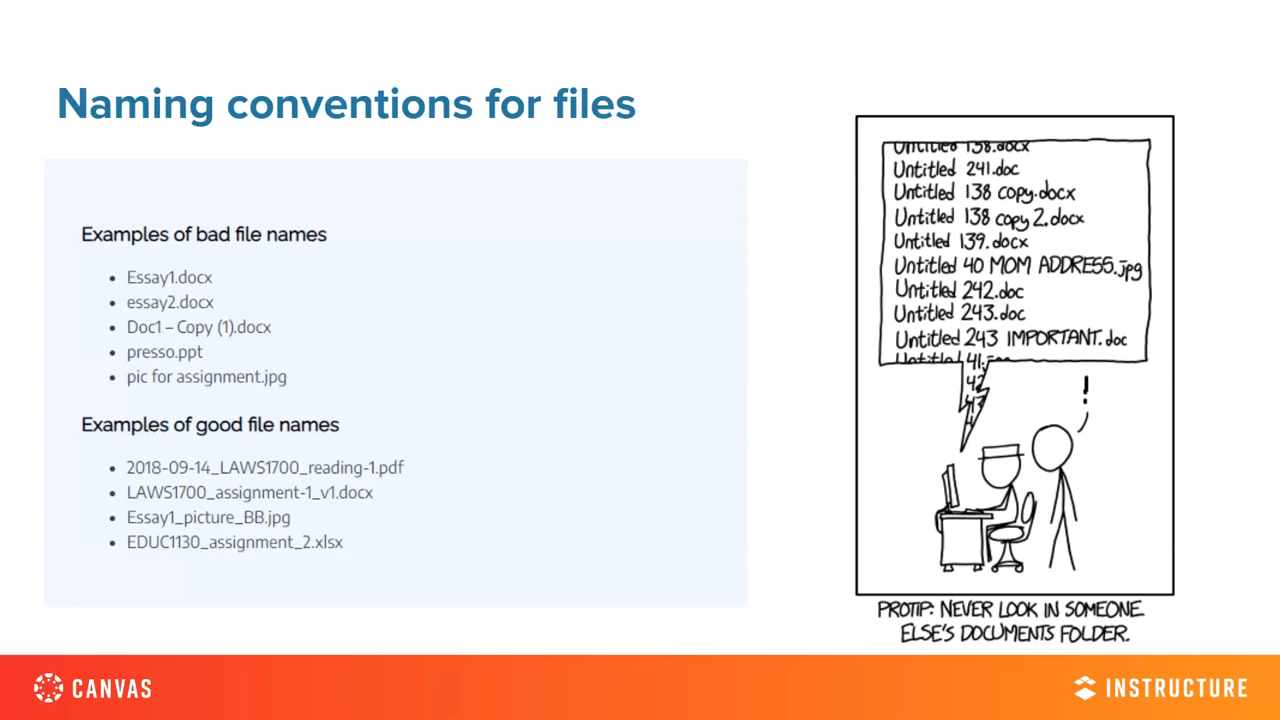 Naming conventions for files
Examples of bad file names
Essay1.docx
essay2.docx
Doc1 – Copy (1).docx
presso.ppt
pic for assignment.jpg
Examples of good file names
2018-09-14_LAWS1700_reading-1.pdf
LAWS1700_assignment-1_v1.docx
Essay1_picture_BB.jpg
EDUC1130_assignment_2.xlsx
Untitled 138.docx
Untitled 241.doc
Untitled 138 copy.docx
Untitled 138 copy 2.docx
Untitled 139.docx
Untitled 40 MOM ADDRESS.jpg
Untitled 242.doc
Untitled 243.doc
Untitled 243 IMPORTANT.doc
Untitled 41.
42
43
!
PROTIP: NEVER LOOK IN SOMEONE
ELSE'S DOCUMENTS FOLDER.
CANVAS
INSTRUCTURE